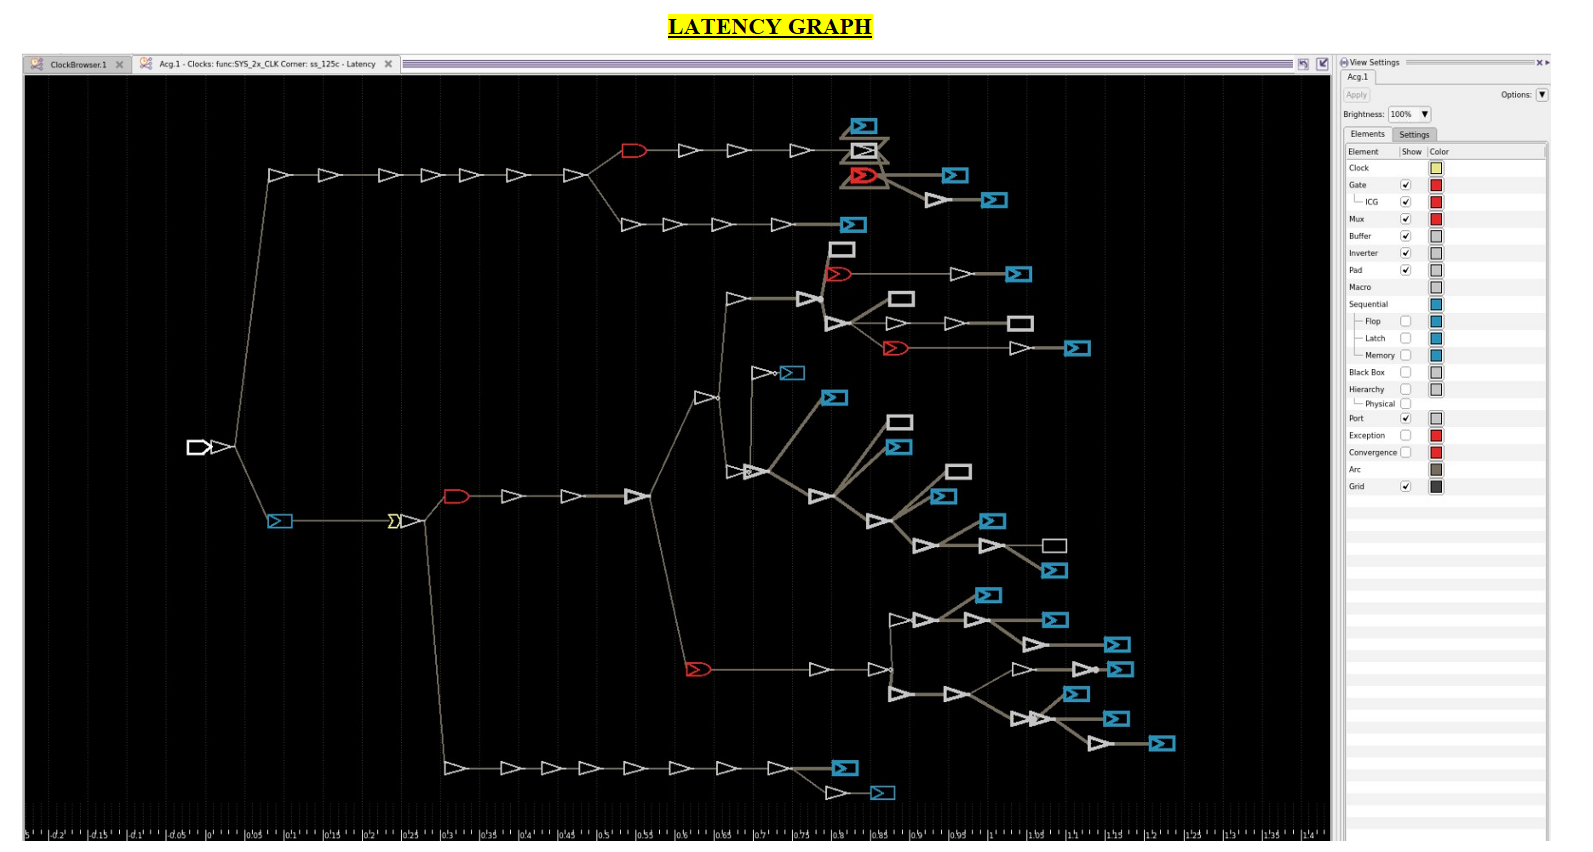 LATENCY GRAPH
ClockBrowser.1
Acg.1 - Clocks: func:SYS_2x_CLK Corner: ss_125c - Latency
View Settings
Acg.1
Apply
Options:
Brightness: 100%
Elements Settings
Element Show Color
Clock
Gate
ICG
Mux
Buffer
Inverter
Pad
Macro
Sequential
Flop
Latch
Memory
Black Box
Hierarchy
Physical
Port
Exception
Convergence
Arc
Grid
-0.2 -0.15 -0.1 -0.05 0 0.05 0.1 0.15 0.2 0.25 0.3 0.35 0.4 0.45 0.5 0.55 0.6 0.65 0.7 0.75 0.8 0.85 0.9 0.95 1 1.05 1.1 1.15 1.2 1.25 1.3 1.35 1.4